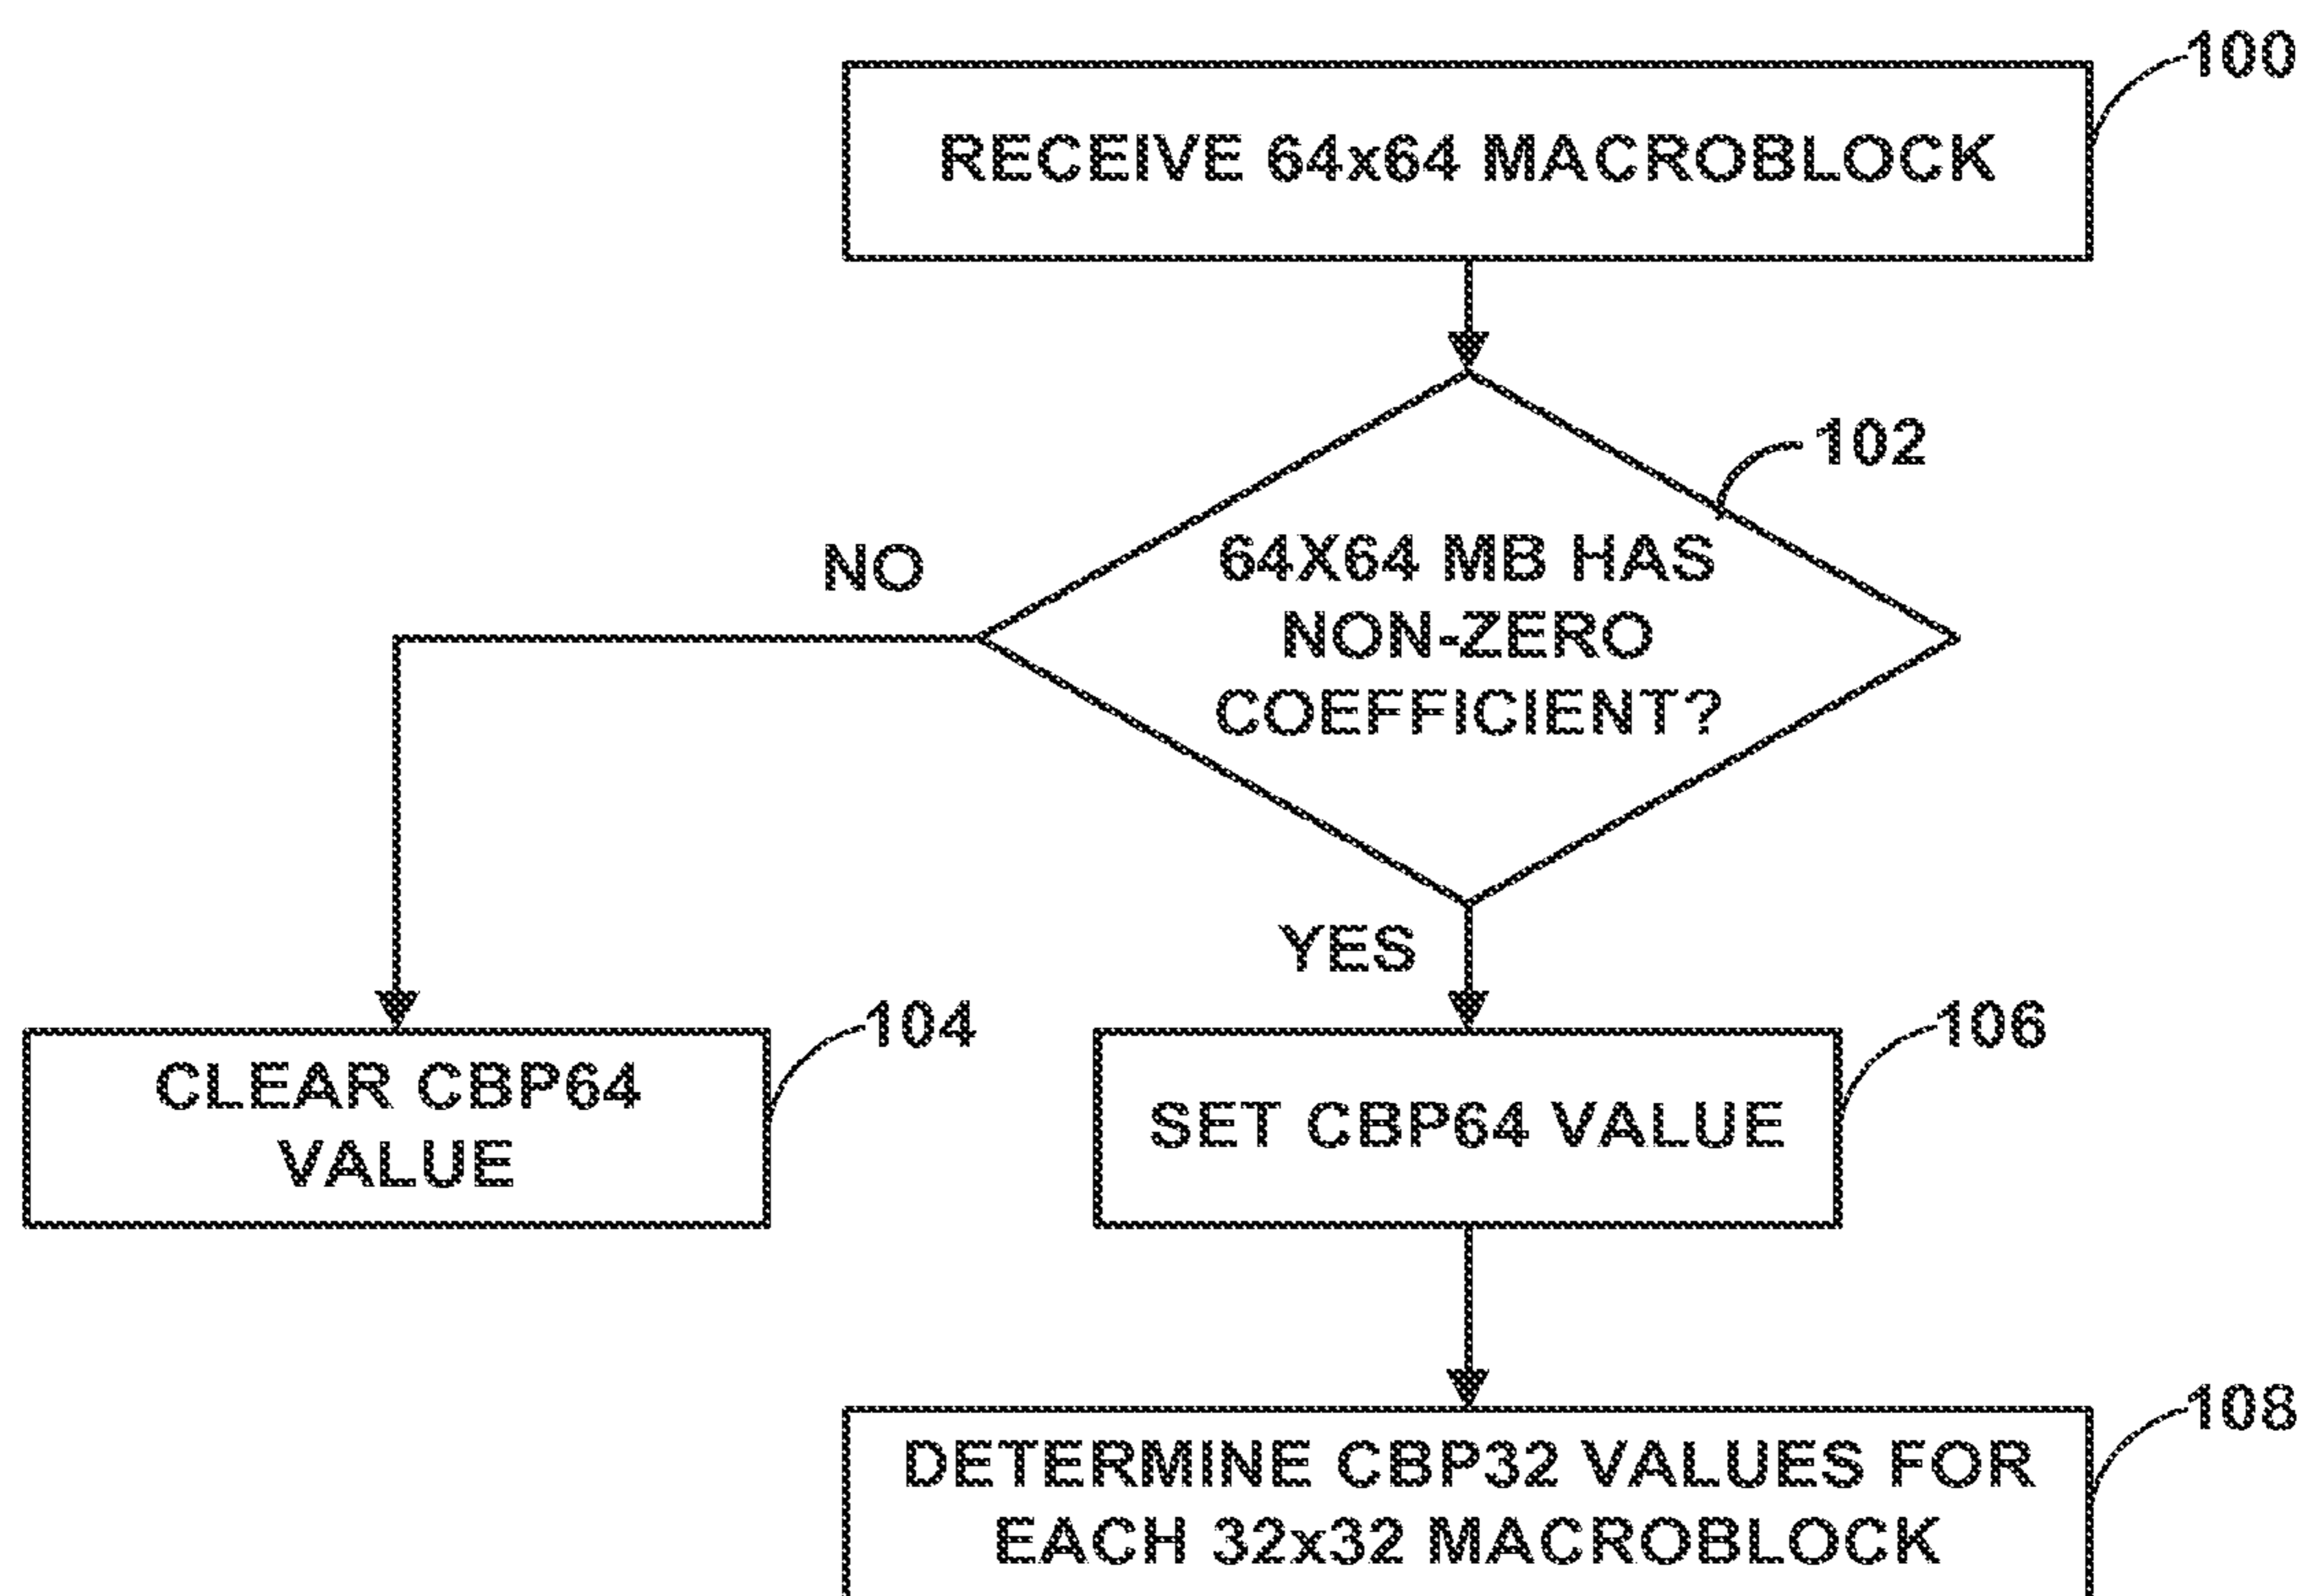 100
RECEIVE 64x64 MACROBLOCK
102
64X64 MB HAS
NON-ZERO
COEFFICIENT?
NO
YES
104
CLEAR CBP64
VALUE
106
SET CBP64 VALUE
108
DETERMINE CBP32 VALUES FOR
EACH 32x32 MACROBLOCK